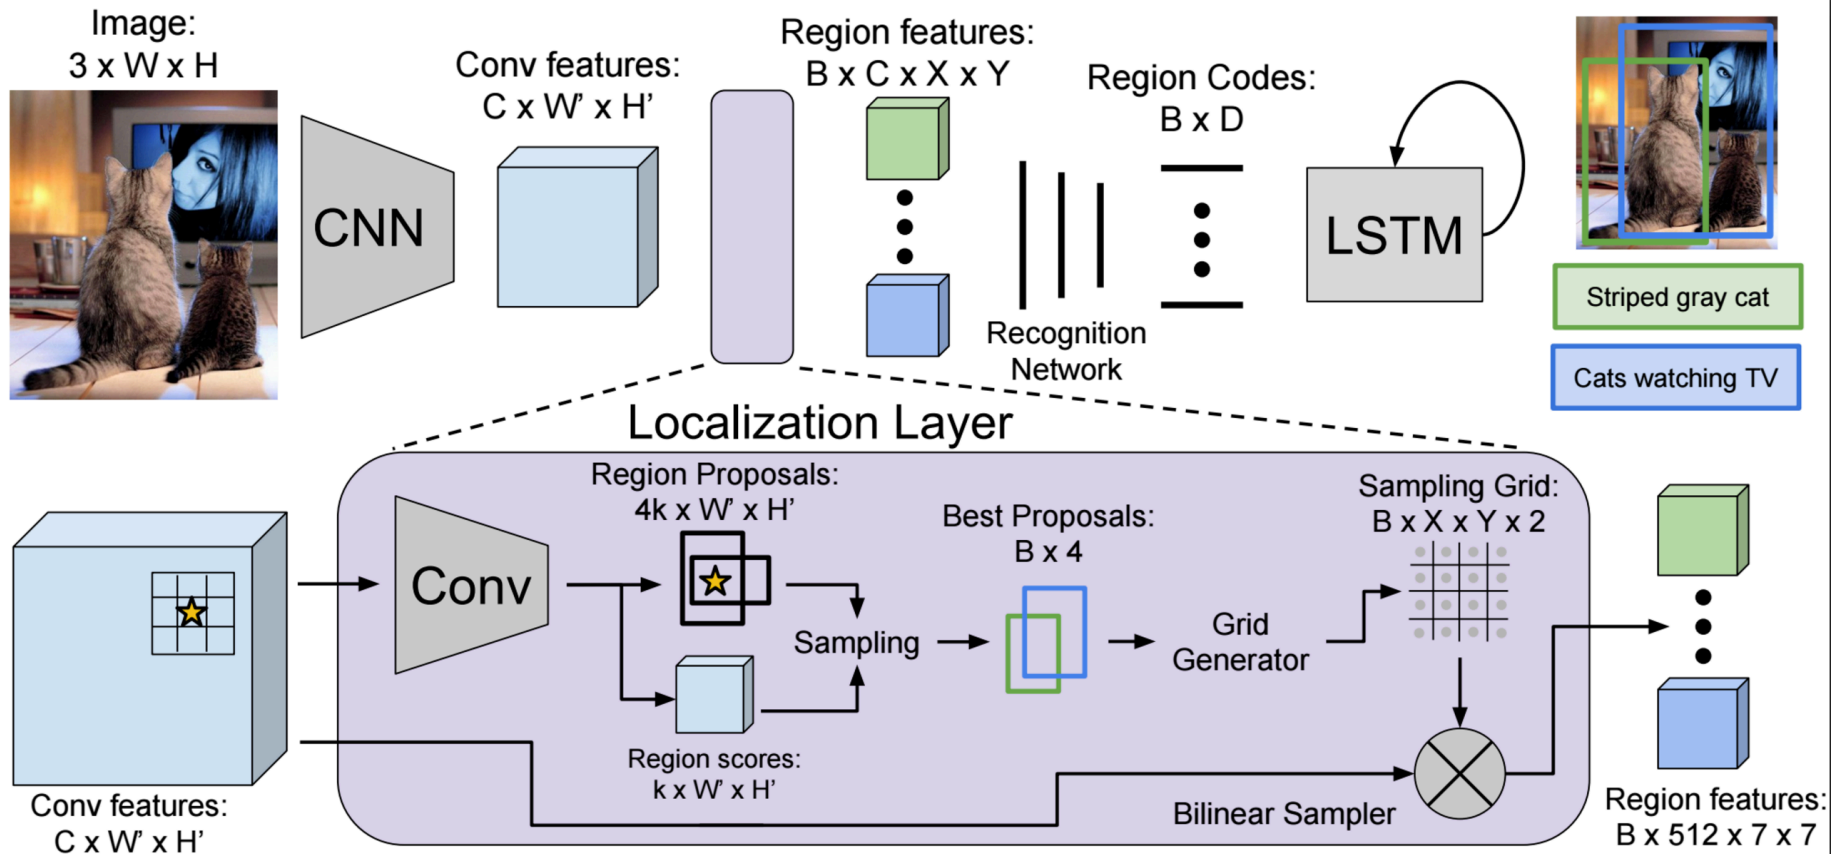 Image:
3 x W x H
CNN
Conv features:
C x W' x H'
Region features:
B x C x X x Y
Recognition
Network
Region Codes:
B x D
LSTM
Striped gray cat
Cats watching TV
Localization Layer
Conv features:
C x W' x H'
Conv
Region Proposals:
4k x W' x H'
Region scores:
k x W' x H'
Sampling
Best Proposals:
B x 4
Grid
Generator
Sampling Grid:
B x X x Y x 2
Bilinear Sampler
Region features:
B x 512 x 7 x 7